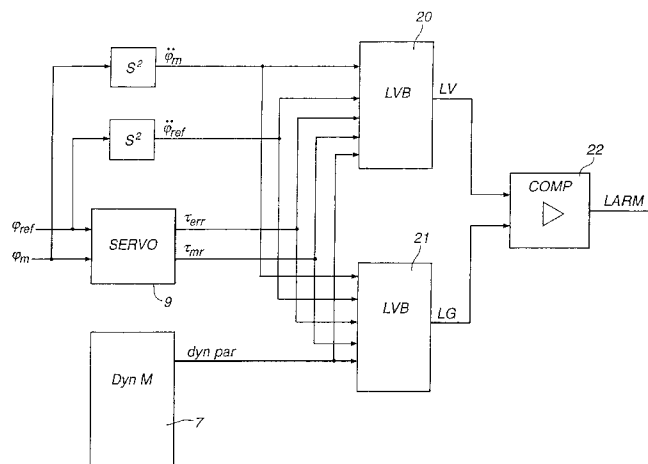 20
S² φ̈m
LVB LV
S² φ̈ref
22
COMP
LARM
φref
φm
SERVO
τerr
τmr
9
21
LVB LG
dyn par
Dyn M
7